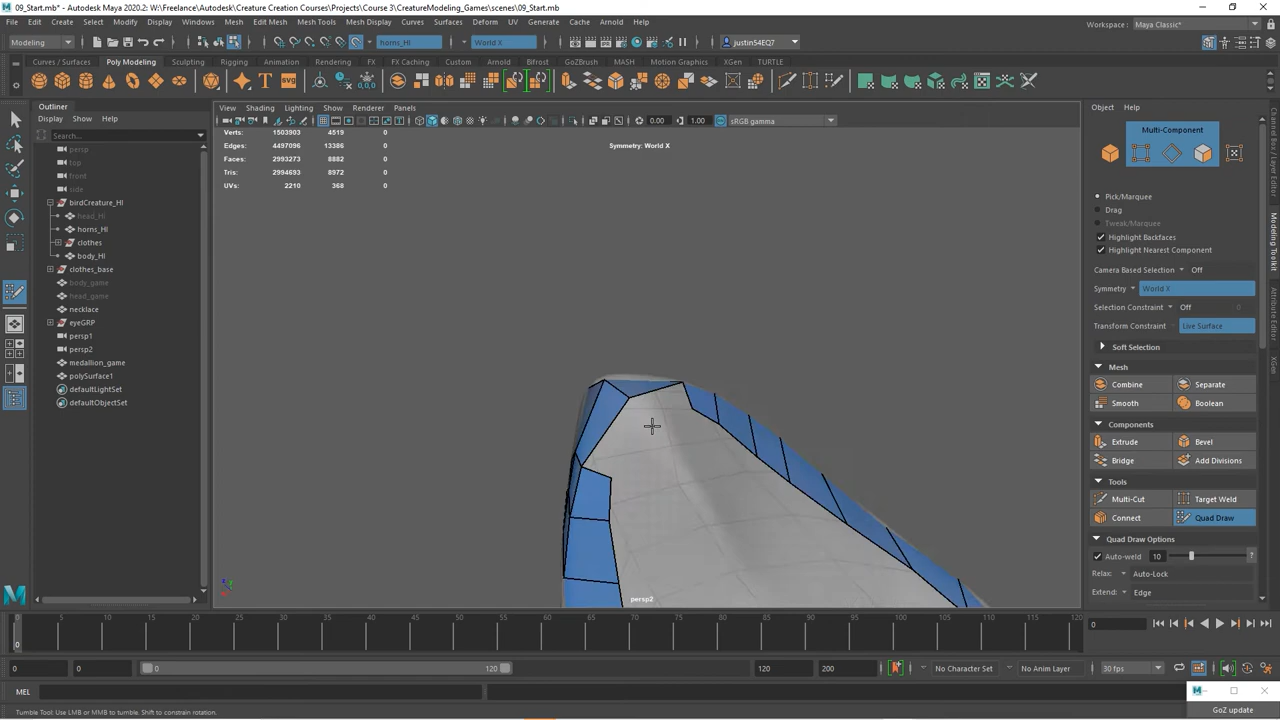 09_Start.mb* - Autodesk Maya 2020.2: C:\Freelance\Creature Creation Courses\Projects\Course 3\CreatureModeling_Games\scenes\09_Start.mb*
File Edit Create Select Modify Display Windows Mesh Edit Mesh Mesh Tools Mesh Display Curves Surfaces Deform UV Generate Cache Arnold Help
Workspace: Maya Classic*
Modeling horns_HI World X justin54EQ7
Curves / Surfaces Poly Modeling Sculpting Rigging Animation Rendering FX FX Caching Custom Arnold GoZBrush MASH Motion Graphics XGen TURTLE
Outliner
Display Show Help
Search...
persp
top
front
side
birdCreature_HI
head_HI
horns_HI
clothes
body_HI
clothes_base
body_game
head_game
necklace
eyeGRP
persp1
persp2
medallion_game
polySurface1
defaultLightSet
defaultObjectSet
View Shading Lighting Show Renderer Panels
0.00 1.00 sRGB gamma
Verts: 1503903 4519 0
Edges: 4497096 13386 0
Faces: 2993273 8882 0
Tris: 2994693 8972 0
UVs: 2210 368 0
Symmetry: World X
persp2
Object Help
Multi-Component
Pick/Marquee
Drag
Tweak/Marquee
Highlight Backfaces
Highlight Nearest Component
Camera Based Selection Off
Symmetry World X
Selection Constraint Off 0
Transform Constraint Live Surface
Soft Selection
Mesh
Combine Separate
Smooth Boolean
Components
Extrude Bevel
Bridge Add Divisions
Tools
Multi-Cut Target Weld
Connect Quad Draw
Quad Draw Options
Auto-weld 10 ?
Relax: Auto-Lock
Extend: Edge
Channel Box / Layer Editor
Modeling Toolkit
Attribute Editor
0 5 10 15 20 25 30 35 40 45 50 55 60 65 70 75 80 85 90 95 100 105 110 115 120
0 0
0 0 0 120 120 200 No Character Set No Anim Layer 30 fps
MEL
Tumble Tool: Use LMB or MMB to tumble. Shift to constrain rotation.
GoZ update